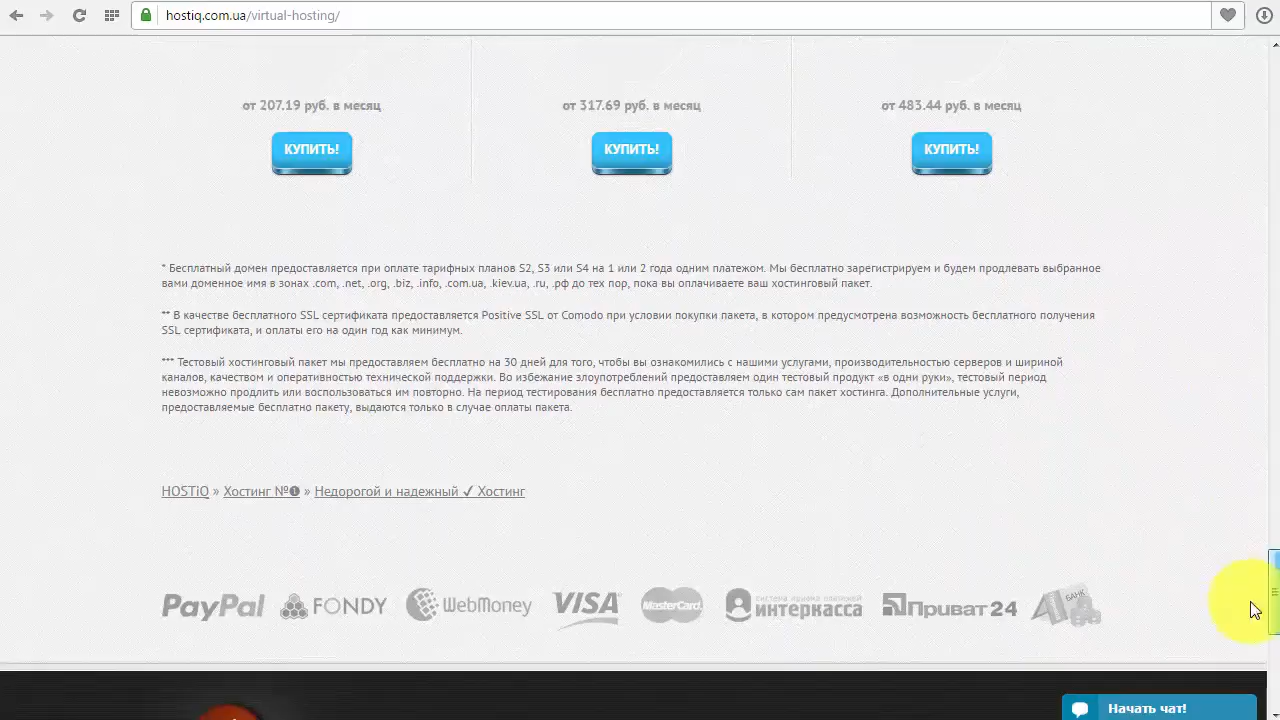 hostiq.com.ua/virtual-hosting/
от 207.19 руб. в месяц
от 317.69 руб. в месяц
от 483.44 руб. в месяц
КУПИТЬ!
КУПИТЬ!
КУПИТЬ!
* Бесплатный домен предоставляется при оплате тарифных планов S2, S3 или S4 на 1 или 2 года одним платежом. Мы бесплатно зарегистрируем и будем продлевать выбранное
вами доменное имя в зонах .com, .net, .org, .biz, .info, .com.ua, .kiev.ua, .ru, .рф до тех пор, пока вы оплачиваете ваш хостинговый пакет.
** В качестве бесплатного SSL сертификата предоставляется Positive SSL от Comodo при условии покупки пакета, в котором предусмотрена возможность бесплатного получения
SSL сертификата, и оплаты его на один год как минимум.
*** Тестовый хостинговый пакет мы предоставляем бесплатно на 30 дней для того, чтобы вы ознакомились с нашими услугами, производительностью серверов и шириной
каналов, качеством и оперативностью технической поддержки. Во избежание злоупотреблений предоставляем один тестовый продукт «в одни руки», тестовый период
невозможно продлить или воспользоваться им повторно. На период тестирования бесплатно предоставляется только сам пакет хостинга. Дополнительные услуги,
предоставляемые бесплатно пакету, выдаются только в случае оплаты пакета.
HOSTiQ » Хостинг №❶ » Недорогой и надежный ✓ Хостинг
PayPal FONDY WebMoney VISA MasterCard система приема платежей интеркасса Приват 24 БАНК
Начать чат!